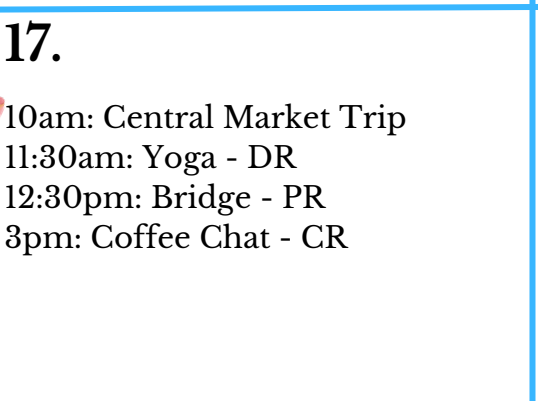 17.
10am: Central Market Trip
11:30am: Yoga - DR
12:30pm: Bridge - PR
3pm: Coffee Chat - CR